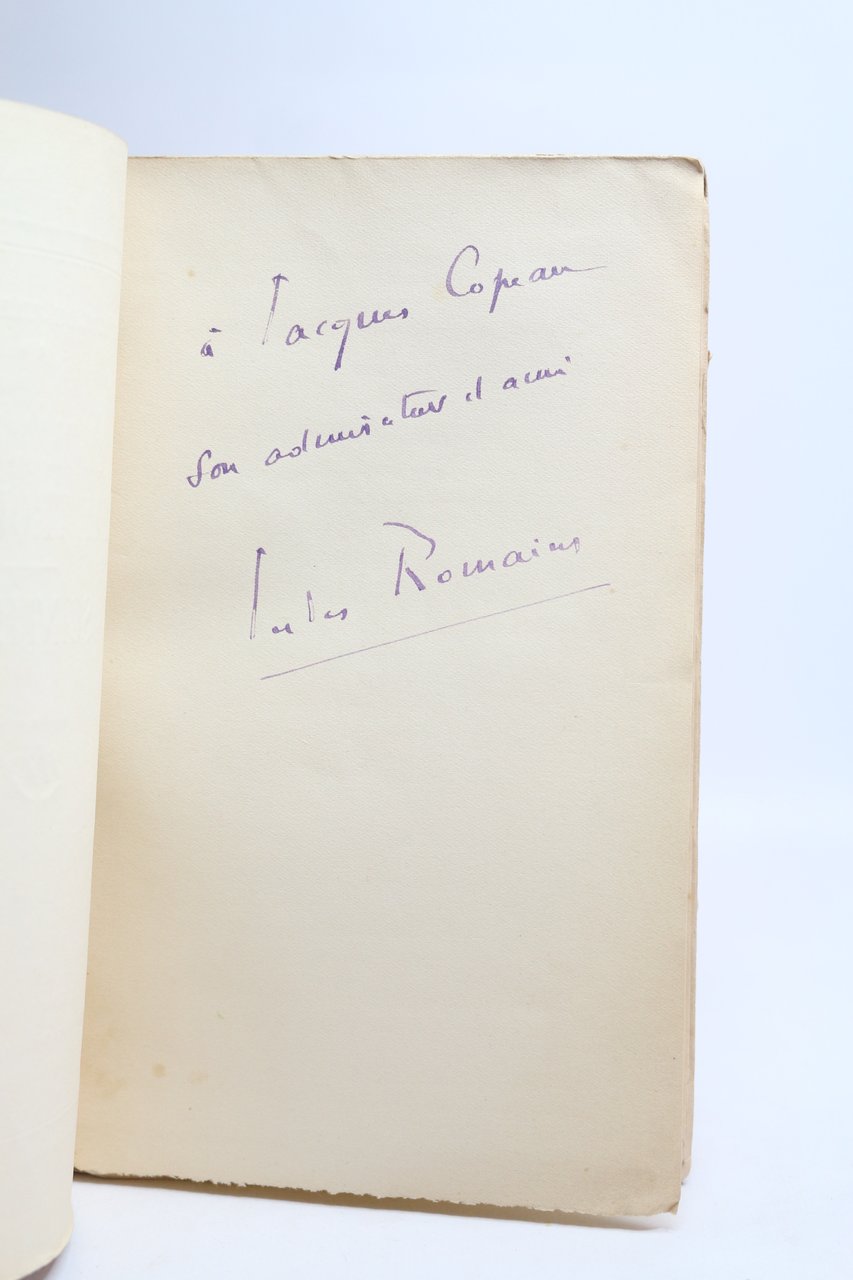 à Jacques Copeau
son admirateur et ami
Jules Romains